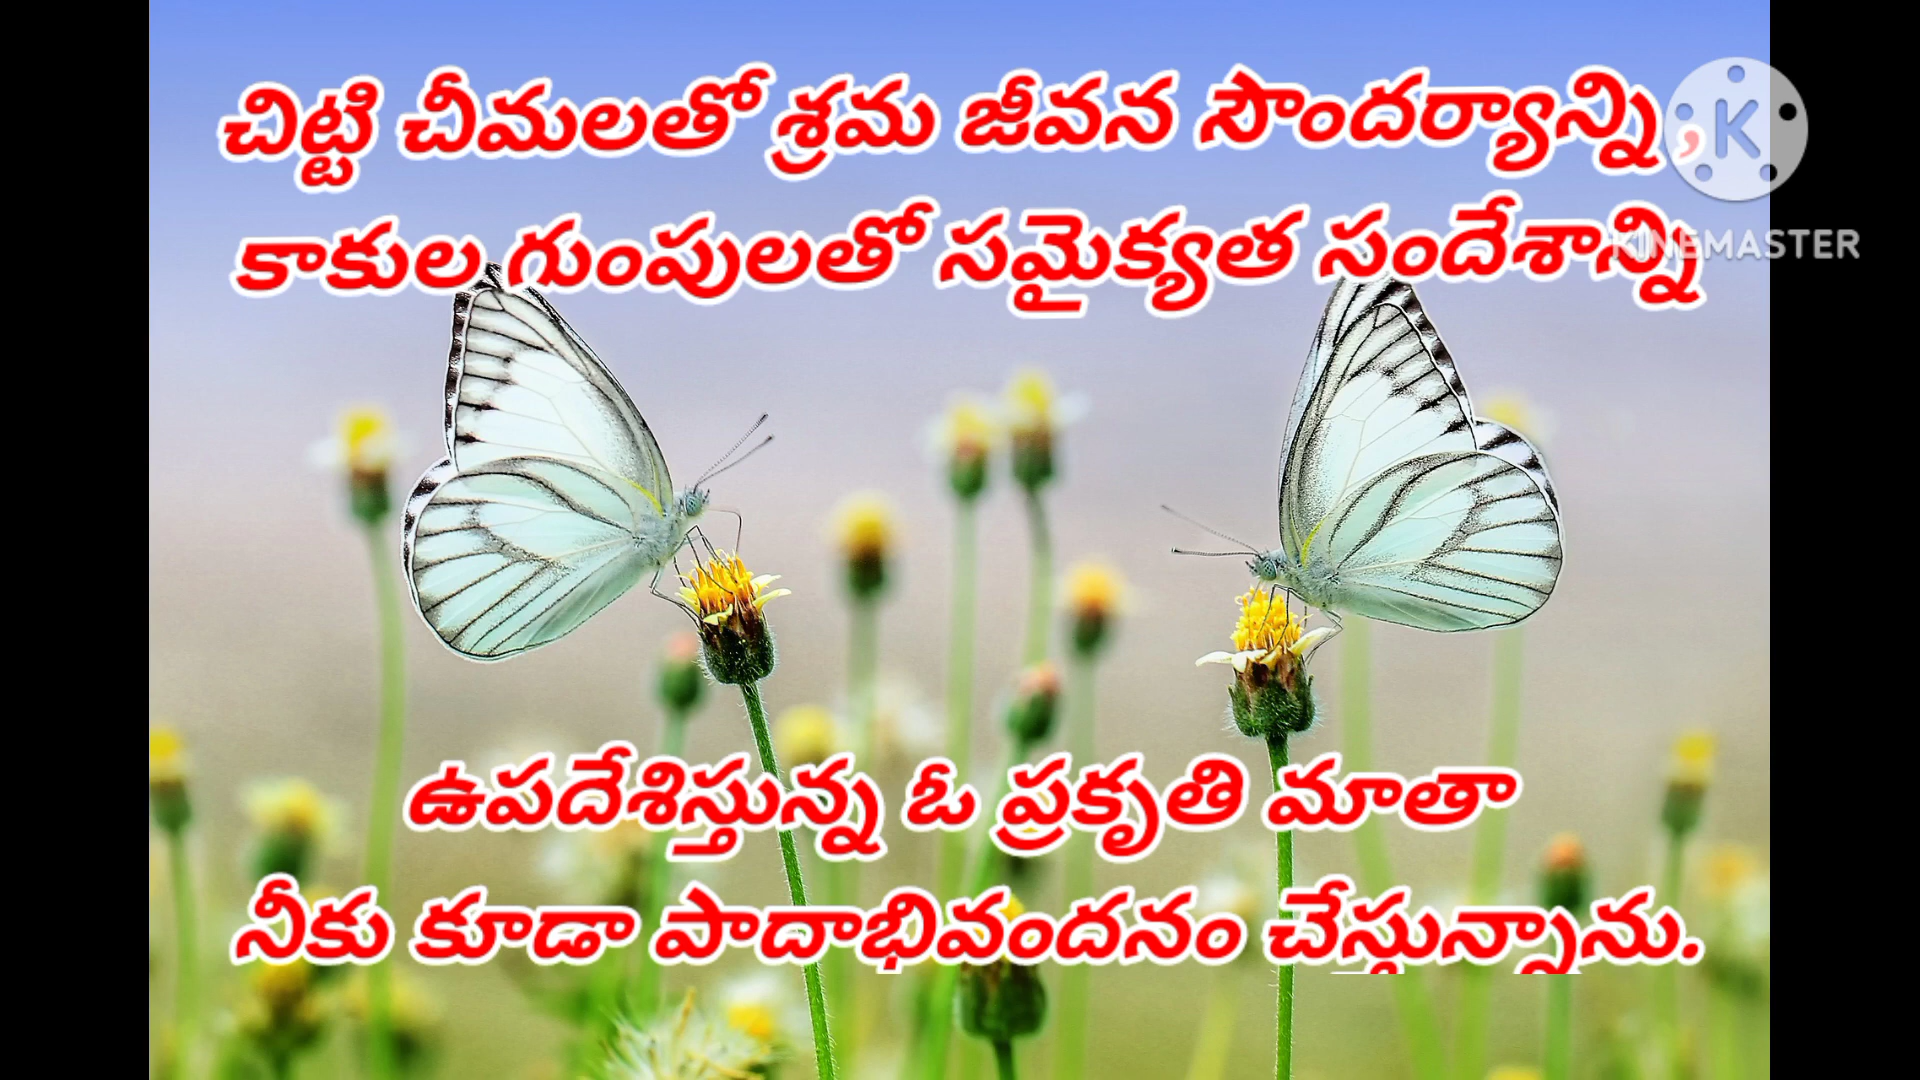 చిట్టి చీమలతో శ్రమ జీవన సౌందర్యాన్ని,
కాకుల గుంపులతో సమైక్యత సందేశాన్ని
K
KINEMASTER
ఉపదేశిస్తున్న ఓ ప్రకృతి మాతా
నీకు కూడా పాదాభివందనం చేస్తున్నాను.